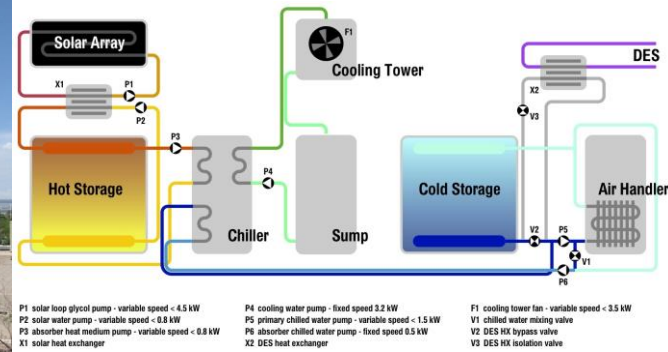 Solar Array
X1
P1
P2
F1
Cooling Tower
DES
X2
V3
P3
P4
Hot Storage
Chiller
Sump
Cold Storage
Air Handler
V2
P5
V1
P6
P1 solar loop glycol pump - variable speed < 4.5 kW
P2 solar water pump - variable speed < 0.8 kW
P3 absorber heat medium pump - variable speed < 0.8 kW
X1 solar heat exchanger
P4 cooling water pump - fixed speed 3.2 kW
P5 primary chilled water pump - variable speed < 1.5 kW
P6 absorber chilled water pump - fixed speed 0.5 kW
X2 DES heat exchanger
F1 cooling tower fan - variable speed < 3.5 kW
V1 chilled water mixing valve
V2 DES HX bypass valve
V3 DES HX isolation valve